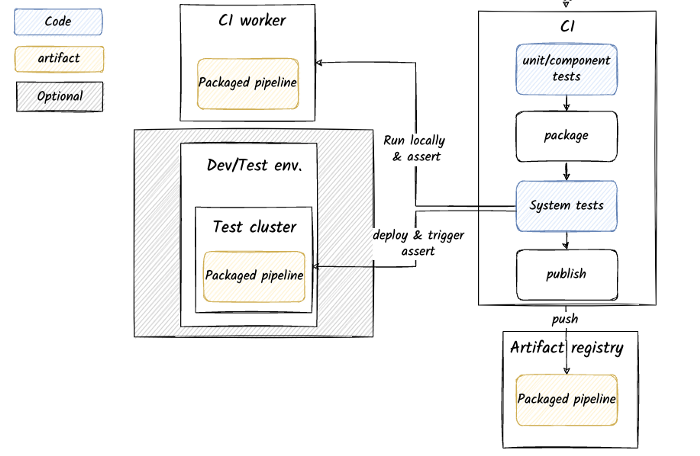 Code
artifact
Optional
CI worker
Packaged pipeline
Dev/Test env.
Test cluster
Packaged pipeline
Run locally
& assert
deploy & trigger
assert
CI
unit/component
tests
package
System tests
publish
push
Artifact registry
Packaged pipeline